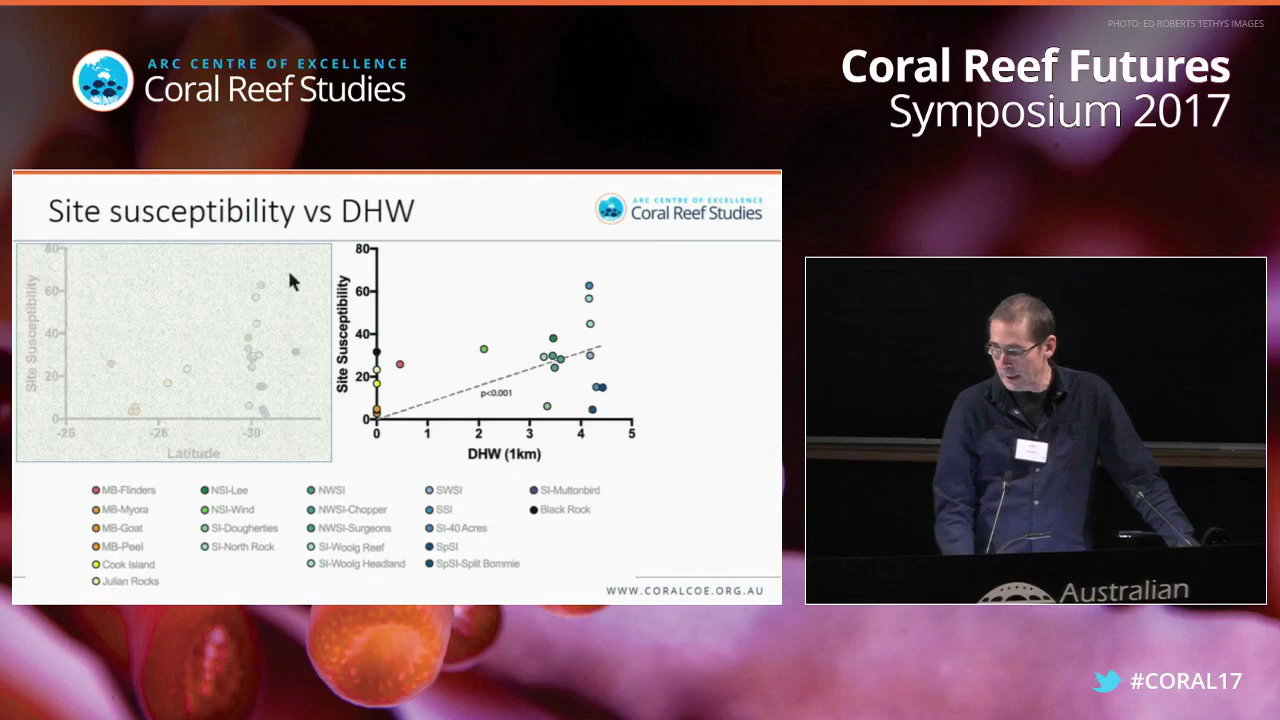 PHOTO: ED ROBERTS TETHYS IMAGES
ARC CENTRE OF EXCELLENCE
Coral Reef Studies
Coral Reef Futures
Symposium 2017
Site susceptibility vs DHW
ARC CENTRE OF EXCELLENCE
Coral Reef Studies
80
60
40
20
0
Site Susceptibility
-26
-28
-30
Latitude
80
60
40
20
0
Site Susceptibility
p<0.001
0 1 2 3 4 5
DHW (1km)
MB-Flinders
MB-Myora
MB-Goat
MB-Peel
Cook Island
Julian Rocks
NSI-Lee
NSI-Wind
SI-Dougherties
SI-North Rock
NWSI
NWSI-Chopper
NWSI-Surgeons
SI-Woolg Reef
SI-Woolg Headland
SWSI
SSI
SI-40 Acres
SpSI
SpSI-Split Bommie
SI-Muttonbird
Black Rock
WWW.CORALCOE.ORG.AU
Australian
#CORAL17